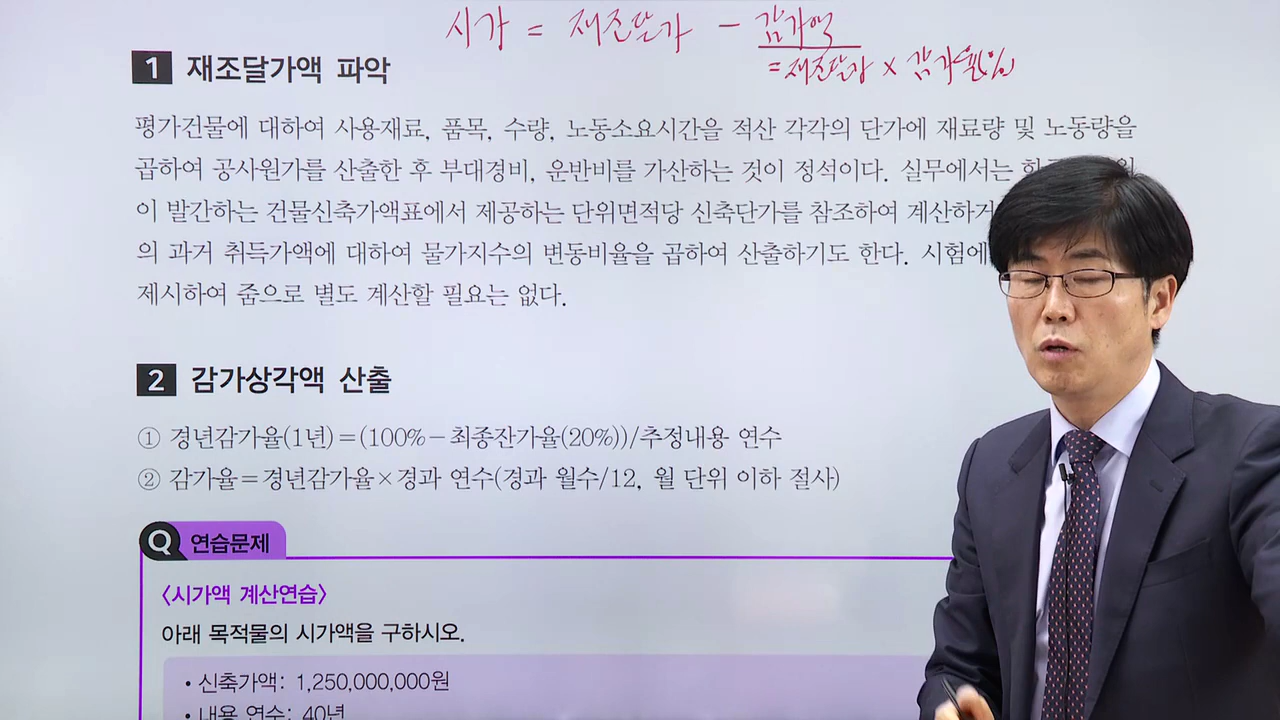 시가 = 재조달가 - 감가액
= 재조달가 × 감가율%
1 재조달가액 파악
평가건물에 대하여 사용재료, 품목, 수량, 노동소요시간을 적산 각각의 단가에 재료량 및 노동량을
곱하여 공사원가를 산출한 후 부대경비, 운반비를 가산하는 것이 정석이다. 실무에서는
이 발간하는 건물신축가액표에서 제공하는 단위면적당 신축단가를 참조하여 계산하거
의 과거 취득가액에 대하여 물가지수의 변동비율을 곱하여 산출하기도 한다. 시험에
제시하여 줌으로 별도 계산할 필요는 없다.
2 감가상각액 산출
① 경년감가율(1년)=(100%-최종잔가율(20%))/추정내용 연수
② 감가율=경년감가율×경과 연수(경과 월수/12, 월 단위 이하 절사)
Q 연습문제
〈시가액 계산연습〉
아래 목적물의 시가액을 구하시오.
• 신축가액: 1,250,000,000원
• 내용 연수: 40년